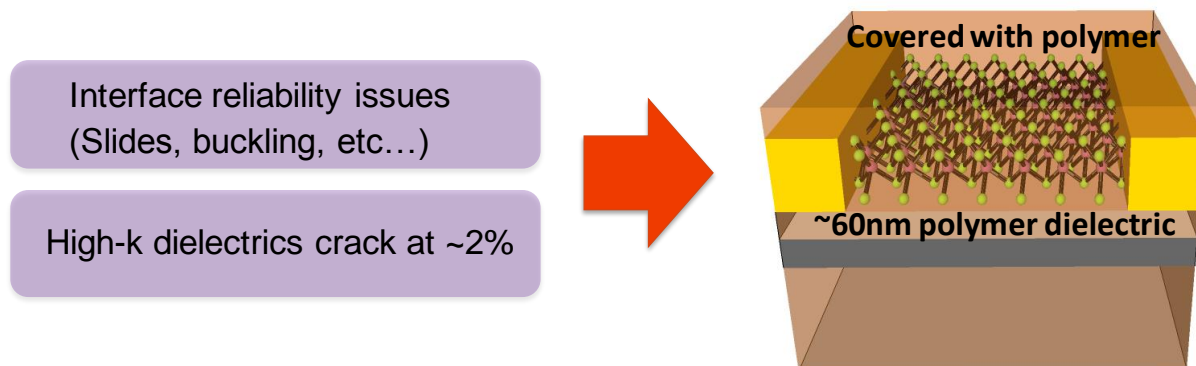 Interface reliability issues
(Slides, buckling, etc…)
High-k dielectrics crack at ~2%
Covered with polymer
~60nm polymer dielectric